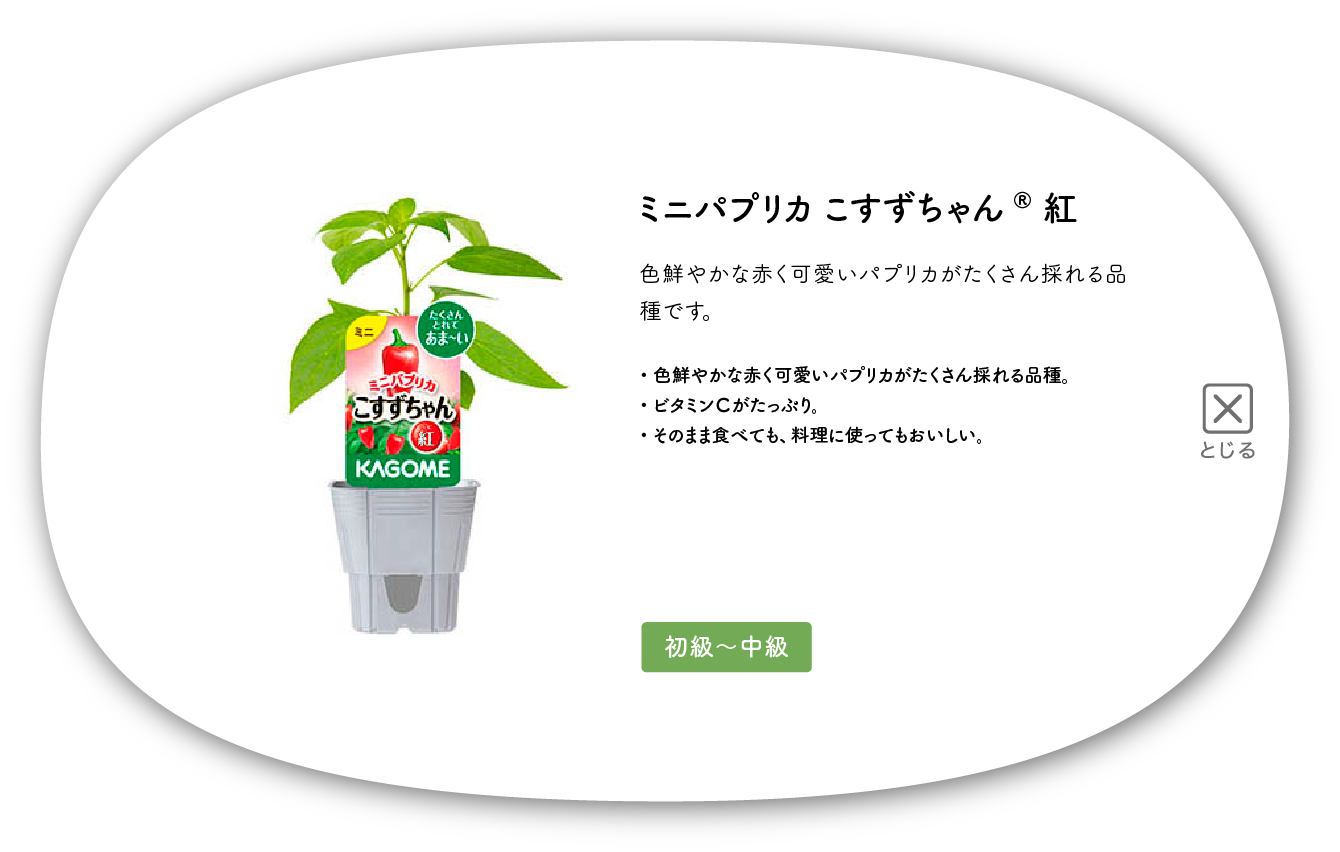 ミニパプリカ こすずちゃん ® 紅
色鮮やかな赤く可愛いパプリカがたくさん採れる品
種です。
・色鮮やかな赤く可愛いパプリカがたくさん採れる品種。
・ビタミンCがたっぷり。
・そのまま食べても、料理に使ってもおいしい。
初級〜中級
とじる
たくさん
とれて
あま〜い
ミニ
ミニパプリカ
こすずちゃん
紅
KAGOME